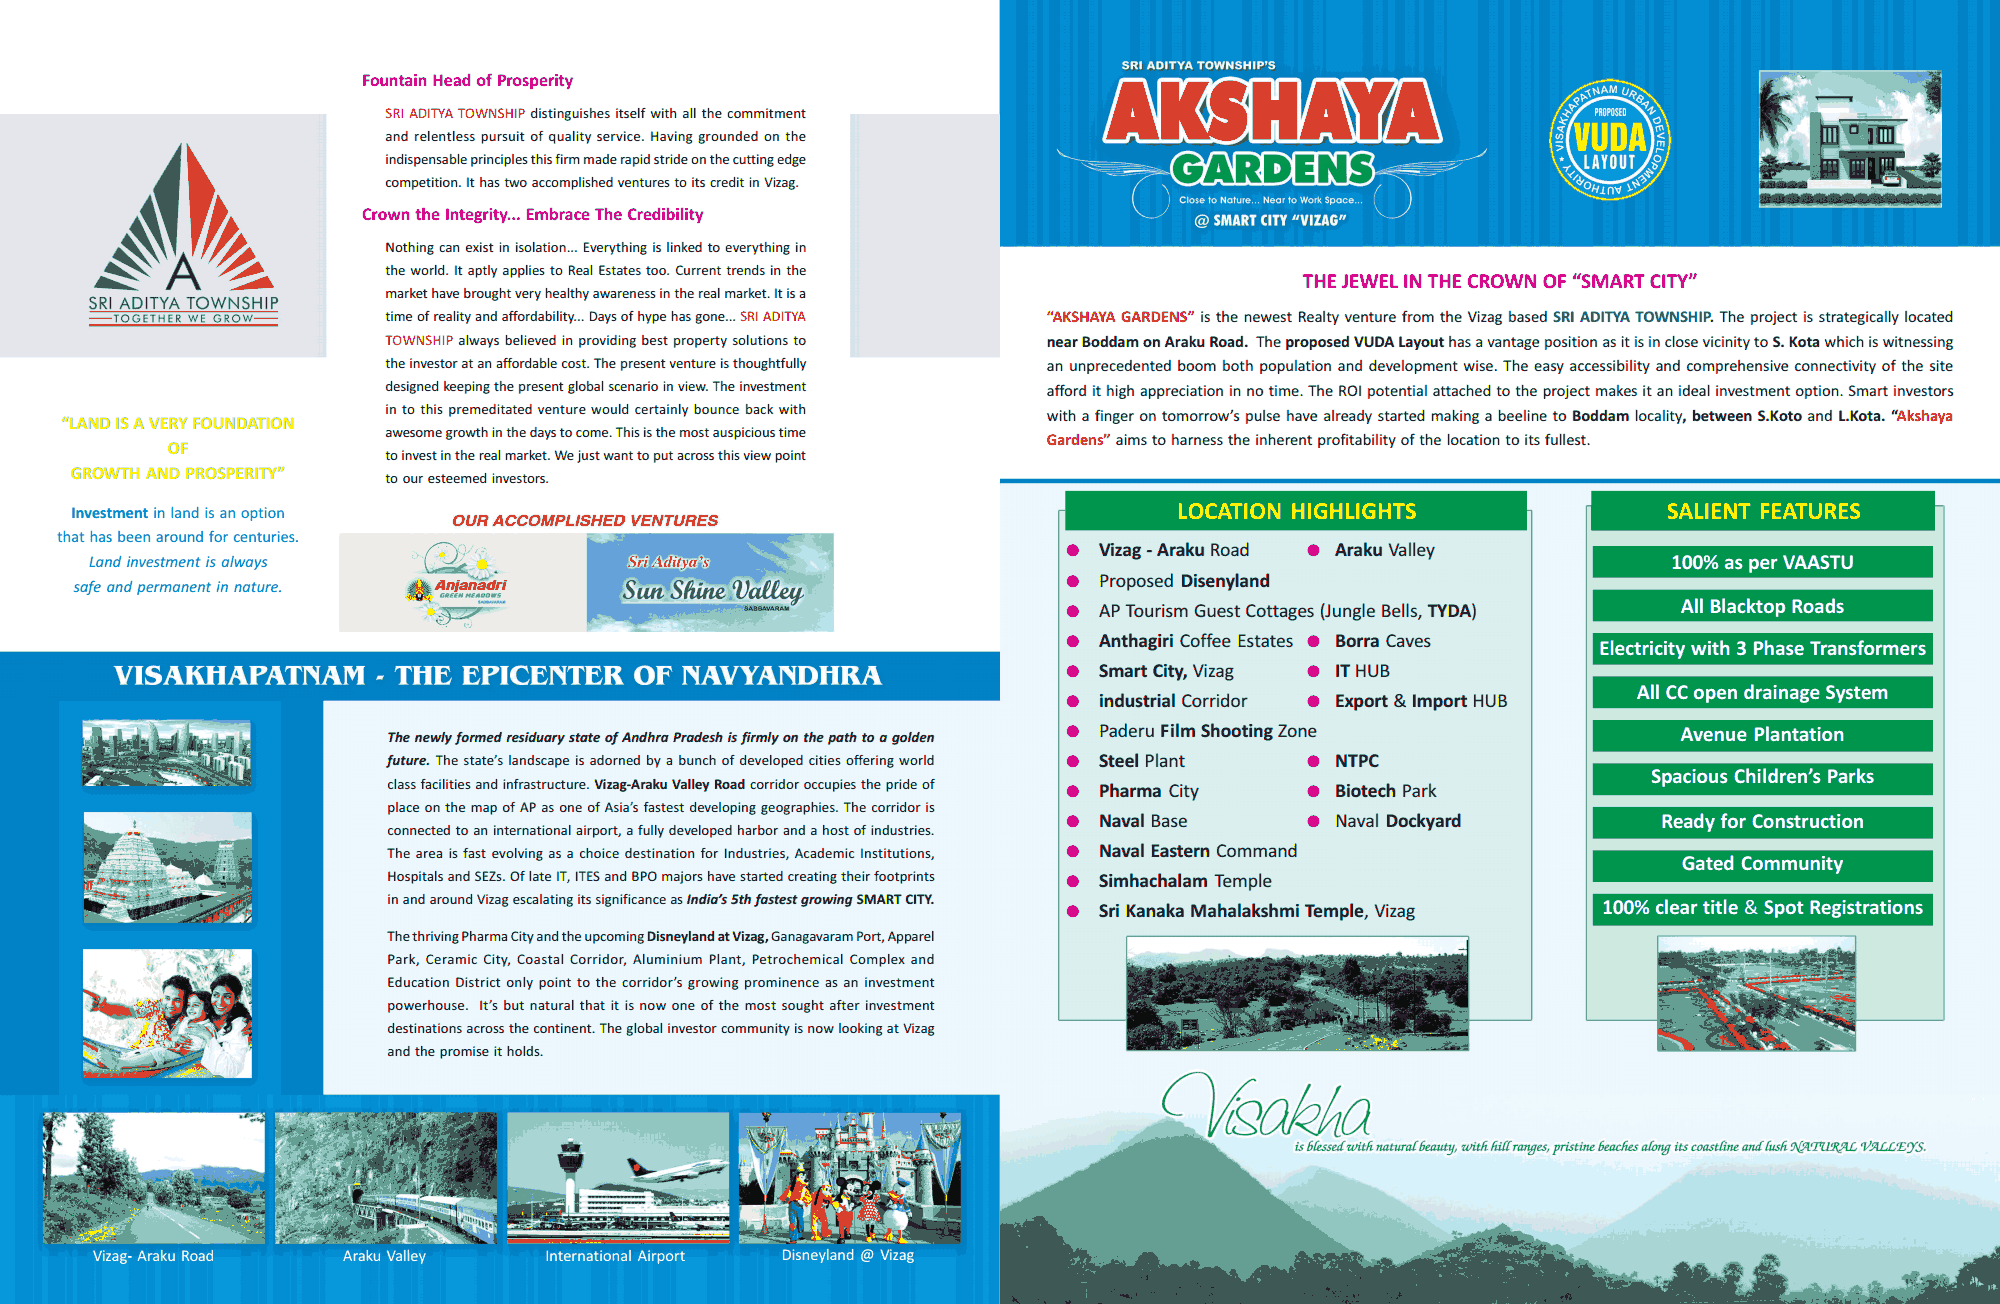 SRI ADITYA TOWNSHIP
TOGETHER WE GROW
“LAND IS A VERY FOUNDATION
OF
GROWTH AND PROSPERITY”
Investment in land is an option
that has been around for centuries.
Land investment is always
safe and permanent in nature.
Fountain Head of Prosperity
SRI ADITYA TOWNSHIP distinguishes itself with all the commitment
and relentless pursuit of quality service. Having grounded on the
indispensable principles this firm made rapid stride on the cutting edge
competition. It has two accomplished ventures to its credit in Vizag.
Crown the Integrity... Embrace The Credibility
Nothing can exist in isolation... Everything is linked to everything in
the world. It aptly applies to Real Estates too. Current trends in the
market have brought very healthy awareness in the real market. It is a
time of reality and affordability... Days of hype has gone... SRI ADITYA
TOWNSHIP always believed in providing best property solutions to
the investor at an affordable cost. The present venture is thoughtfully
designed keeping the present global scenario in view. The investment
in to this premeditated venture would certainly bounce back with
awesome growth in the days to come. This is the most auspicious time
to invest in the real market. We just want to put across this view point
to our esteemed investors.
OUR ACCOMPLISHED VENTURES
Anjanadri
GREEN MEADOWS
SABBAVARAM
Sri Aditya's
Sun Shine Valley
SABBAVARAM
VISAKHAPATNAM - THE EPICENTER OF NAVYANDHRA
The newly formed residuary state of Andhra Pradesh is firmly on the path to a golden
future. The state’s landscape is adorned by a bunch of developed cities offering world
class facilities and infrastructure. Vizag-Araku Valley Road corridor occupies the pride of
place on the map of AP as one of Asia’s fastest developing geographies. The corridor is
connected to an international airport, a fully developed harbor and a host of industries.
The area is fast evolving as a choice destination for Industries, Academic Institutions,
Hospitals and SEZs. Of late IT, ITES and BPO majors have started creating their footprints
in and around Vizag escalating its significance as India’s 5th fastest growing SMART CITY.
The thriving Pharma City and the upcoming Disneyland at Vizag, Ganagavaram Port, Apparel
Park, Ceramic City, Coastal Corridor, Aluminium Plant, Petrochemical Complex and
Education District only point to the corridor’s growing prominence as an investment
powerhouse. It’s but natural that it is now one of the most sought after investment
destinations across the continent. The global investor community is now looking at Vizag
and the promise it holds.
Vizag- Araku Road
Araku Valley
International Airport
Disneyland @ Vizag
SRI ADITYA TOWNSHIP'S
AKSHAYA
GARDENS
Close to Nature... Near to Work Space...
@ SMART CITY “VIZAG”
VISAKHAPATNAM URBAN DEVELOPMENT AUTHORITY
PROPOSED
VUDA
LAYOUT
THE JEWEL IN THE CROWN OF “SMART CITY”
“AKSHAYA GARDENS” is the newest Realty venture from the Vizag based SRI ADITYA TOWNSHIP. The project is strategically located
near Boddam on Araku Road. The proposed VUDA Layout has a vantage position as it is in close vicinity to S. Kota which is witnessing
an unprecedented boom both population and development wise. The easy accessibility and comprehensive connectivity of the site
afford it high appreciation in no time. The ROI potential attached to the project makes it an ideal investment option. Smart investors
with a finger on tomorrow’s pulse have already started making a beeline to Boddam locality, between S.Koto and L.Kota. “Akshaya
Gardens” aims to harness the inherent profitability of the location to its fullest.
LOCATION HIGHLIGHTS
Vizag - Araku Road
Araku Valley
Proposed Disenyland
AP Tourism Guest Cottages (Jungle Bells, TYDA)
Anthagiri Coffee Estates
Borra Caves
Smart City, Vizag
IT HUB
industrial Corridor
Export & Import HUB
Paderu Film Shooting Zone
Steel Plant
NTPC
Pharma City
Biotech Park
Naval Base
Naval Dockyard
Naval Eastern Command
Simhachalam Temple
Sri Kanaka Mahalakshmi Temple, Vizag
SALIENT FEATURES
100% as per VAASTU
All Blacktop Roads
Electricity with 3 Phase Transformers
All CC open drainage System
Avenue Plantation
Spacious Children’s Parks
Ready for Construction
Gated Community
100% clear title & Spot Registrations
Visakha
is blessed with natural beauty, with hill ranges, pristine beaches along its coastline and lush NATURAL VALLEYS.